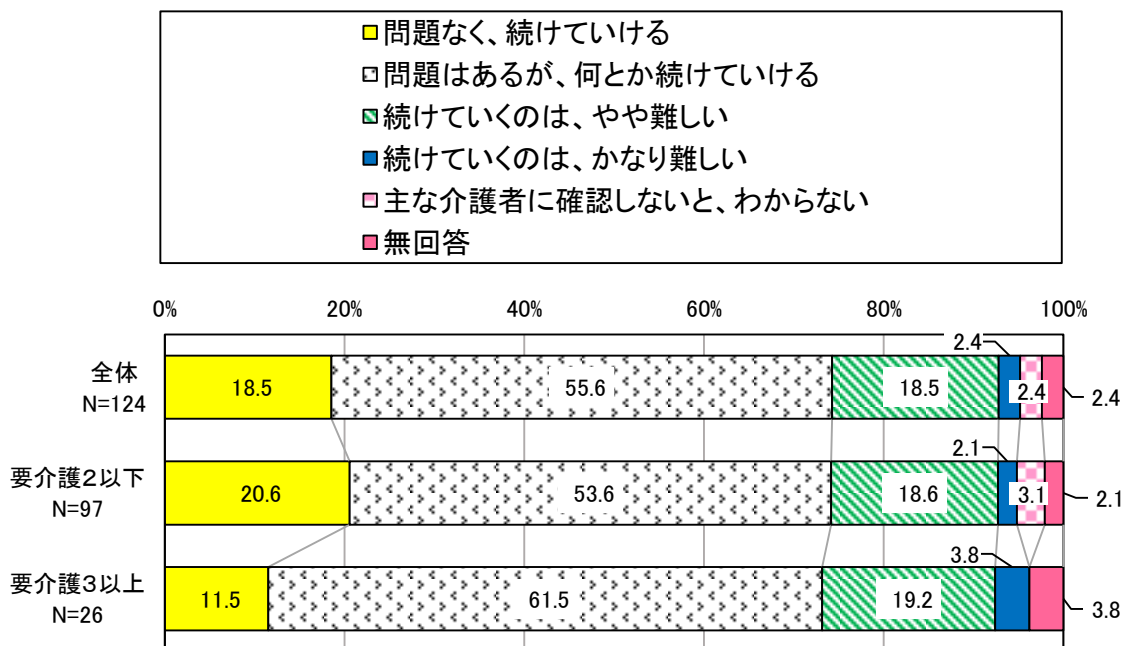 問題なく、続けていける
問題はあるが、何とか続けていける
続けていくのは、やや難しい
続けていくのは、かなり難しい
主な介護者に確認しないと、わからない
無回答
0% 20% 40% 60% 80% 100%
2.4
全体
N=124
18.5 55.6 18.5 2.4 2.4
2.1
要介護2以下
N=97
20.6 53.6 18.6 3.1 2.1
3.8
要介護3以上
N=26
11.5 61.5 19.2 3.8